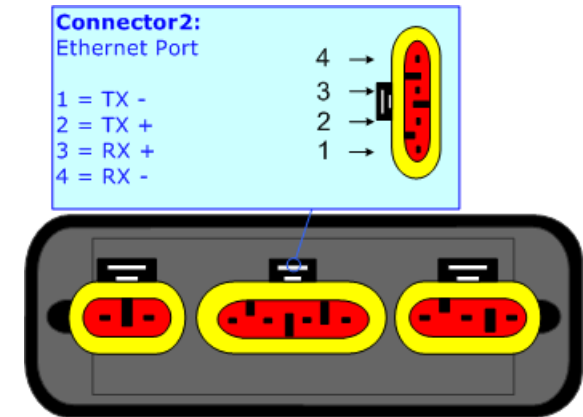 Connector2:
Ethernet Port
1 = TX -
2 = TX +
3 = RX +
4 = RX -
4
3
2
1